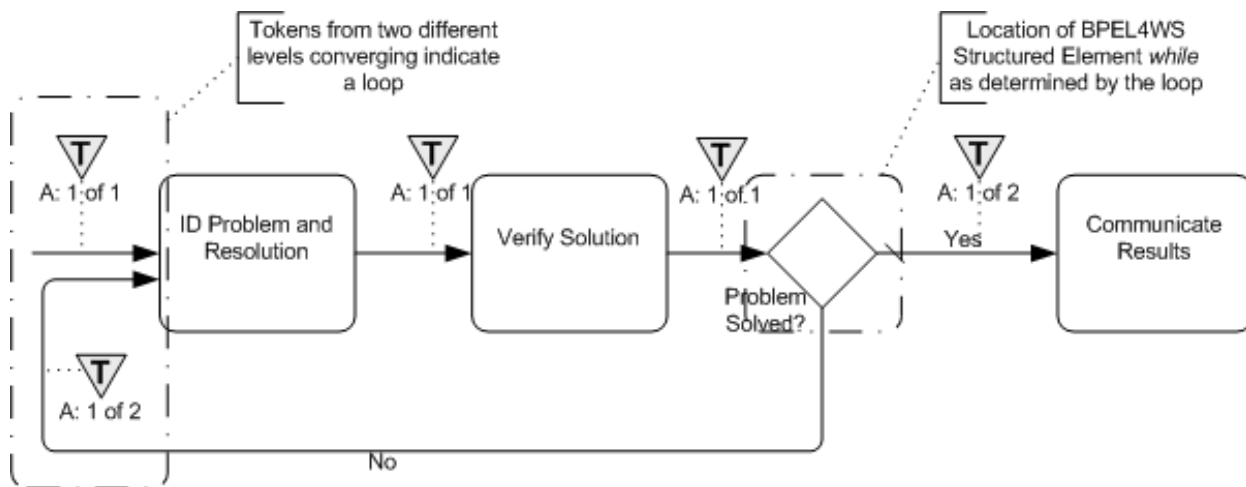 Tokens from two different
levels converging indicate
a loop
Location of BPEL4WS
Structured Element while
as determined by the loop
T
A: 1 of 1
T
A: 1 of 1
T
A: 1 of 1
T
A: 1 of 2
ID Problem and
Resolution
Verify Solution
Problem
Solved?
Yes
Communicate
Results
T
A: 1 of 2
No